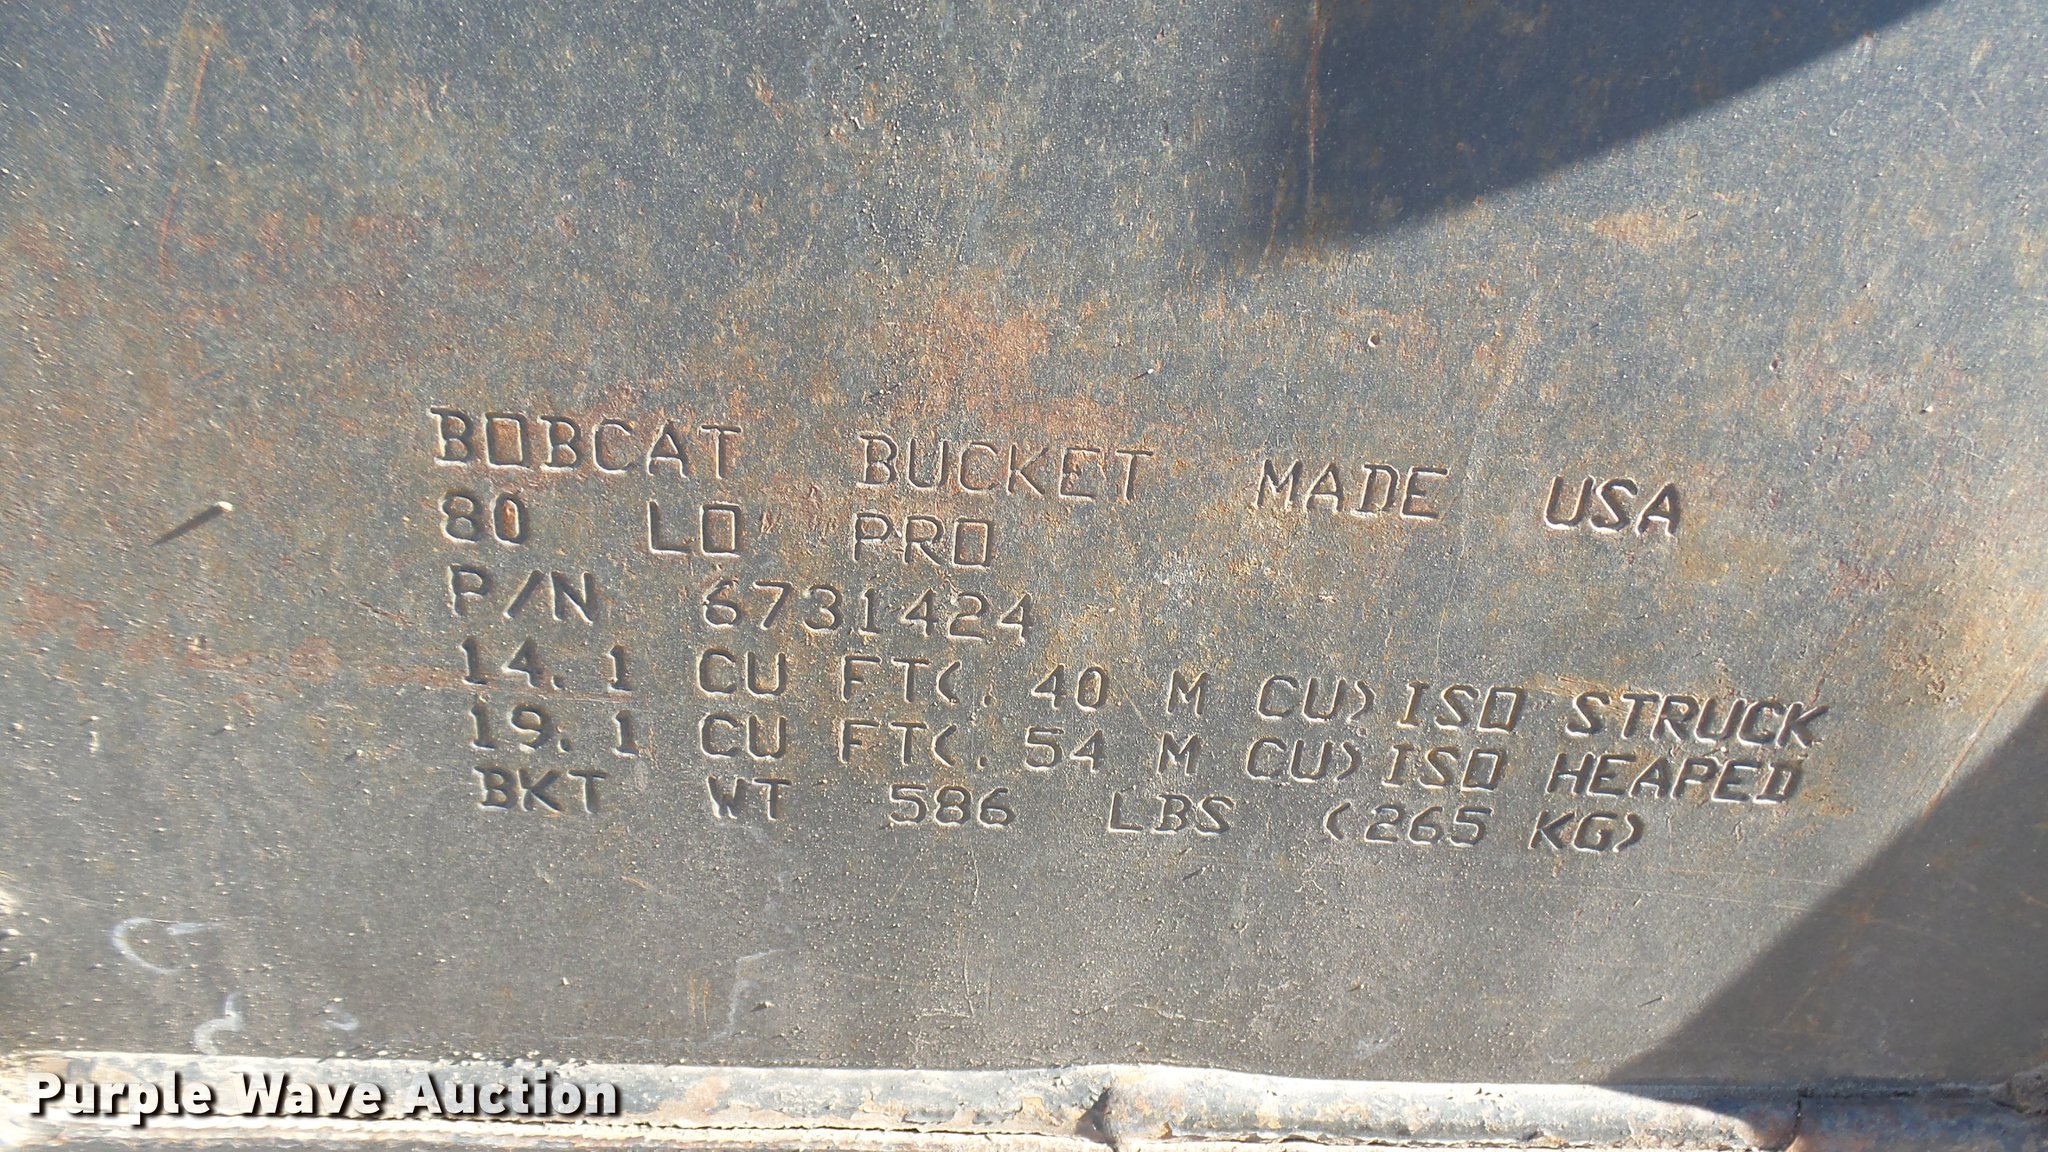 BOBCAT BUCKET MADE USA
80 LO PRO
P/N 6731424
14.1 CU FT(.40 M CU)ISO STRUCK
19.1 CU FT(.54 M CU)ISO HEAPED
BKT WT 586 LBS (265 KG)
Purple Wave Auction